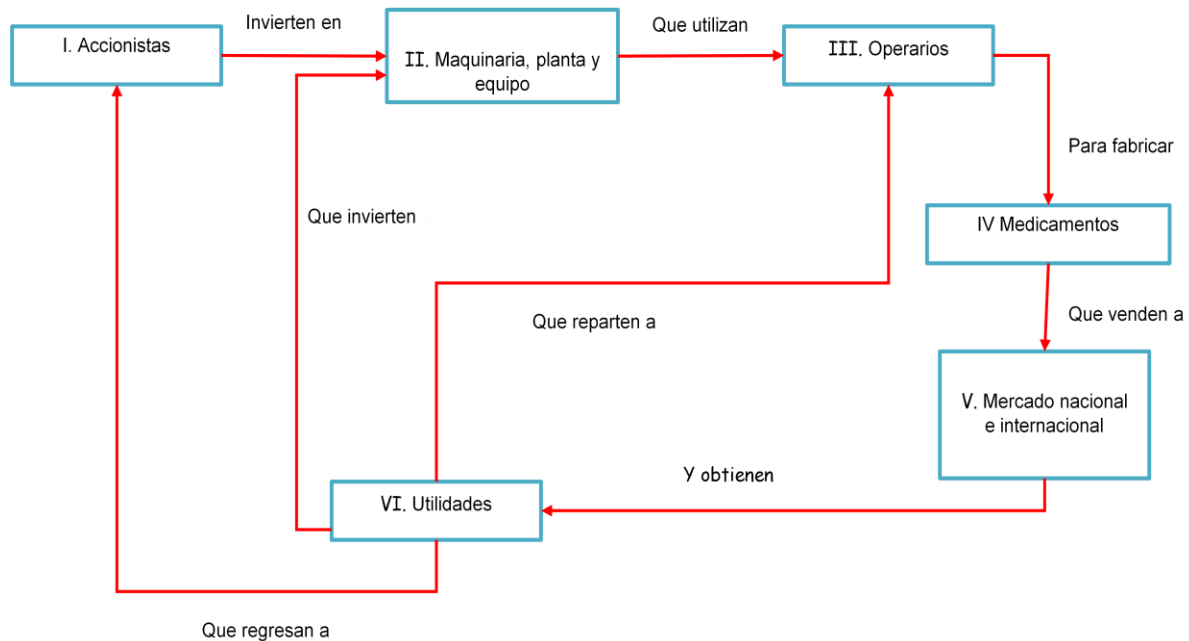 Invierten en
I. Accionistas
Que utilizan
II. Maquinaria, planta y
equipo
III. Operarios
Para fabricar
Que invierten
IV Medicamentos
Que reparten a
Que venden a
V. Mercado nacional
e internacional
Y obtienen
VI. Utilidades
Que regresan a